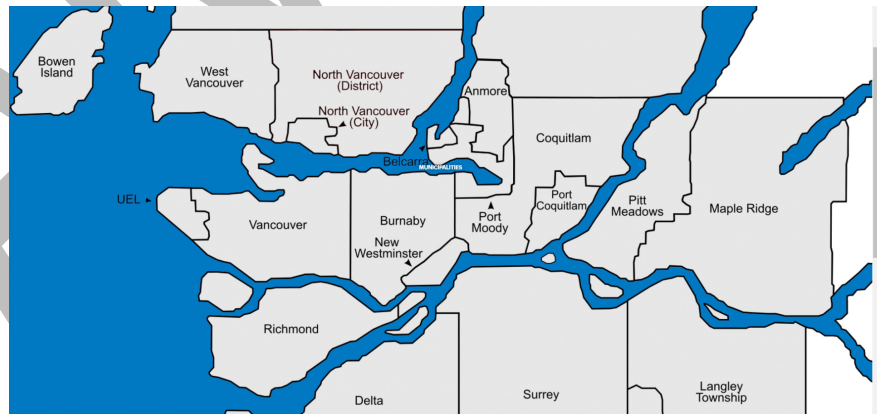 Bowen
Island
West
Vancouver
North Vancouver
(District)
North Vancouver
(City)
Anmore
Belcarra
MUNICIPALITIES
Coquitlam
UEL
Vancouver
Burnaby
New
Westminster
Port
Moody
Port
Coquitlam
Pitt
Meadows
Maple Ridge
Richmond
Delta
Surrey
Langley
Township